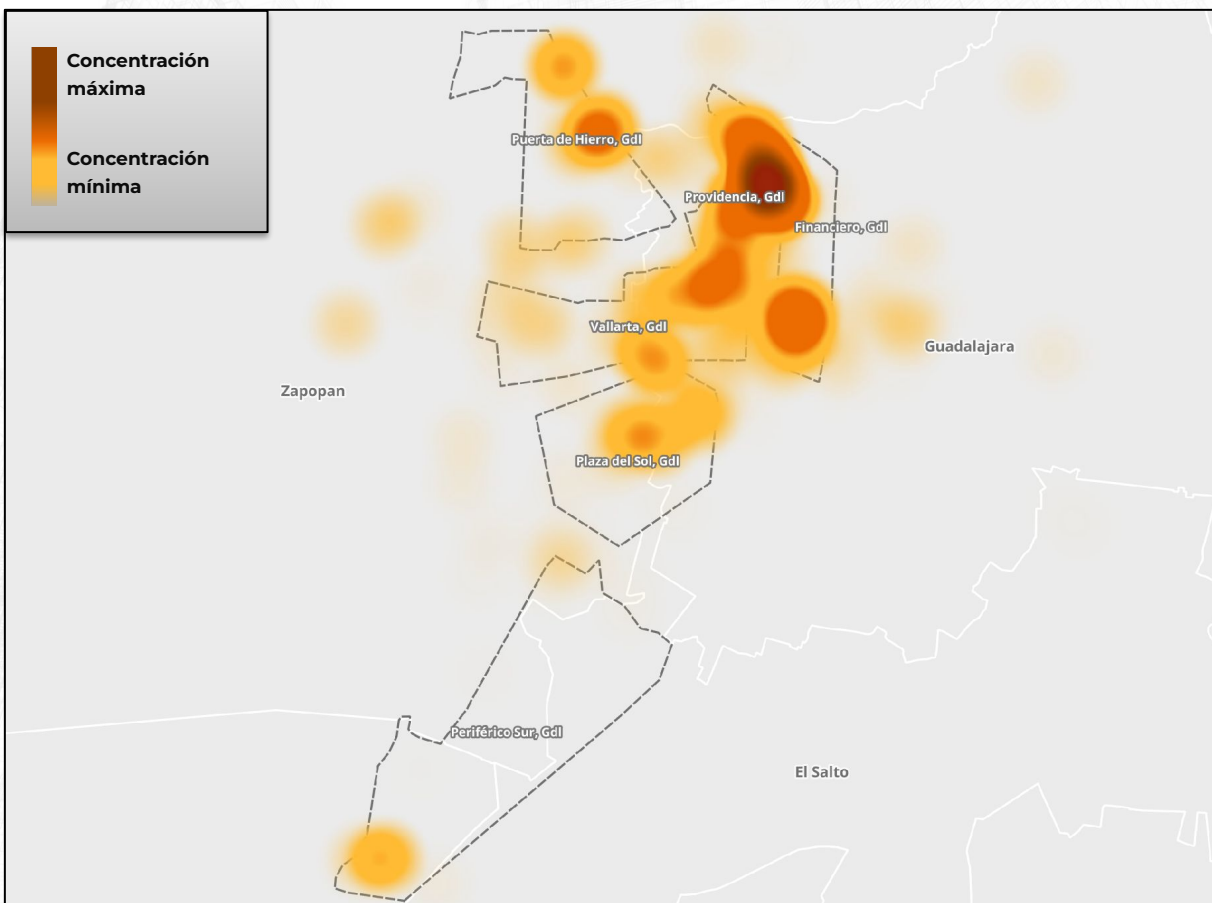 Concentración
máxima
Concentración
mínima
Puerta de Hierro, Gdl
Providencia, Gdl
Financiero, Gdl
Vallarta, Gdl
Guadalajara
Zapopan
Plaza del Sol, Gdl
Periférico Sur, Gdl
El Salto